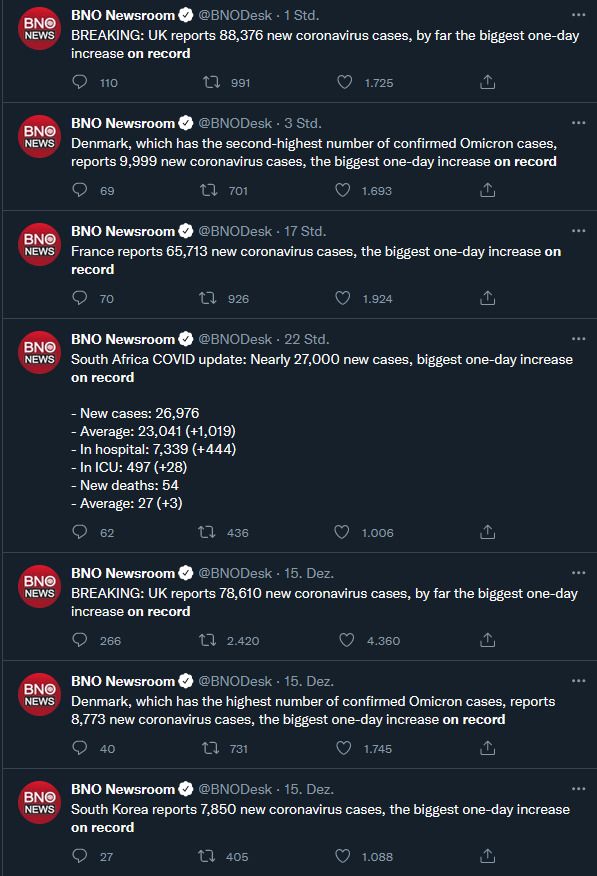 BNO NEWS
BNO Newsroom @BNODesk · 1 Std.
BREAKING: UK reports 88,376 new coronavirus cases, by far the biggest one-day
increase on record
110 991 1.725
BNO NEWS
BNO Newsroom @BNODesk · 3 Std.
Denmark, which has the second-highest number of confirmed Omicron cases,
reports 9,999 new coronavirus cases, the biggest one-day increase on record
69 701 1.693
BNO NEWS
BNO Newsroom @BNODesk · 17 Std.
France reports 65,713 new coronavirus cases, the biggest one-day increase on
record
70 926 1.924
BNO NEWS
BNO Newsroom @BNODesk · 22 Std.
South Africa COVID update: Nearly 27,000 new cases, biggest one-day increase
on record
- New cases: 26,976
- Average: 23,041 (+1,019)
- In hospital: 7,339 (+444)
- In ICU: 497 (+28)
- New deaths: 54
- Average: 27 (+3)
62 436 1.006
BNO NEWS
BNO Newsroom @BNODesk · 15. Dez.
BREAKING: UK reports 78,610 new coronavirus cases, by far the biggest one-day
increase on record
266 2.420 4.360
BNO NEWS
BNO Newsroom @BNODesk · 15. Dez.
Denmark, which has the highest number of confirmed Omicron cases, reports
8,773 new coronavirus cases, the biggest one-day increase on record
40 731 1.745
BNO NEWS
BNO Newsroom @BNODesk · 15. Dez.
South Korea reports 7,850 new coronavirus cases, the biggest one-day increase
on record
27 405 1.088